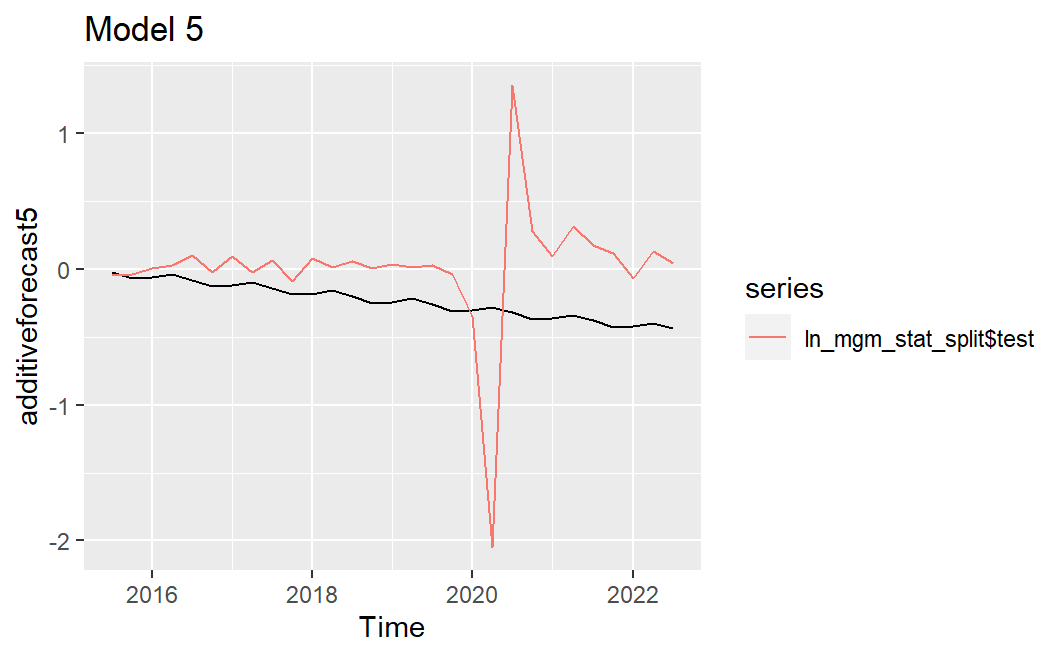 Model 5
additiveforecast5
1
0
-1
-2
2016
2018
2020
2022
Time
series
ln_mgm_stat_split$test